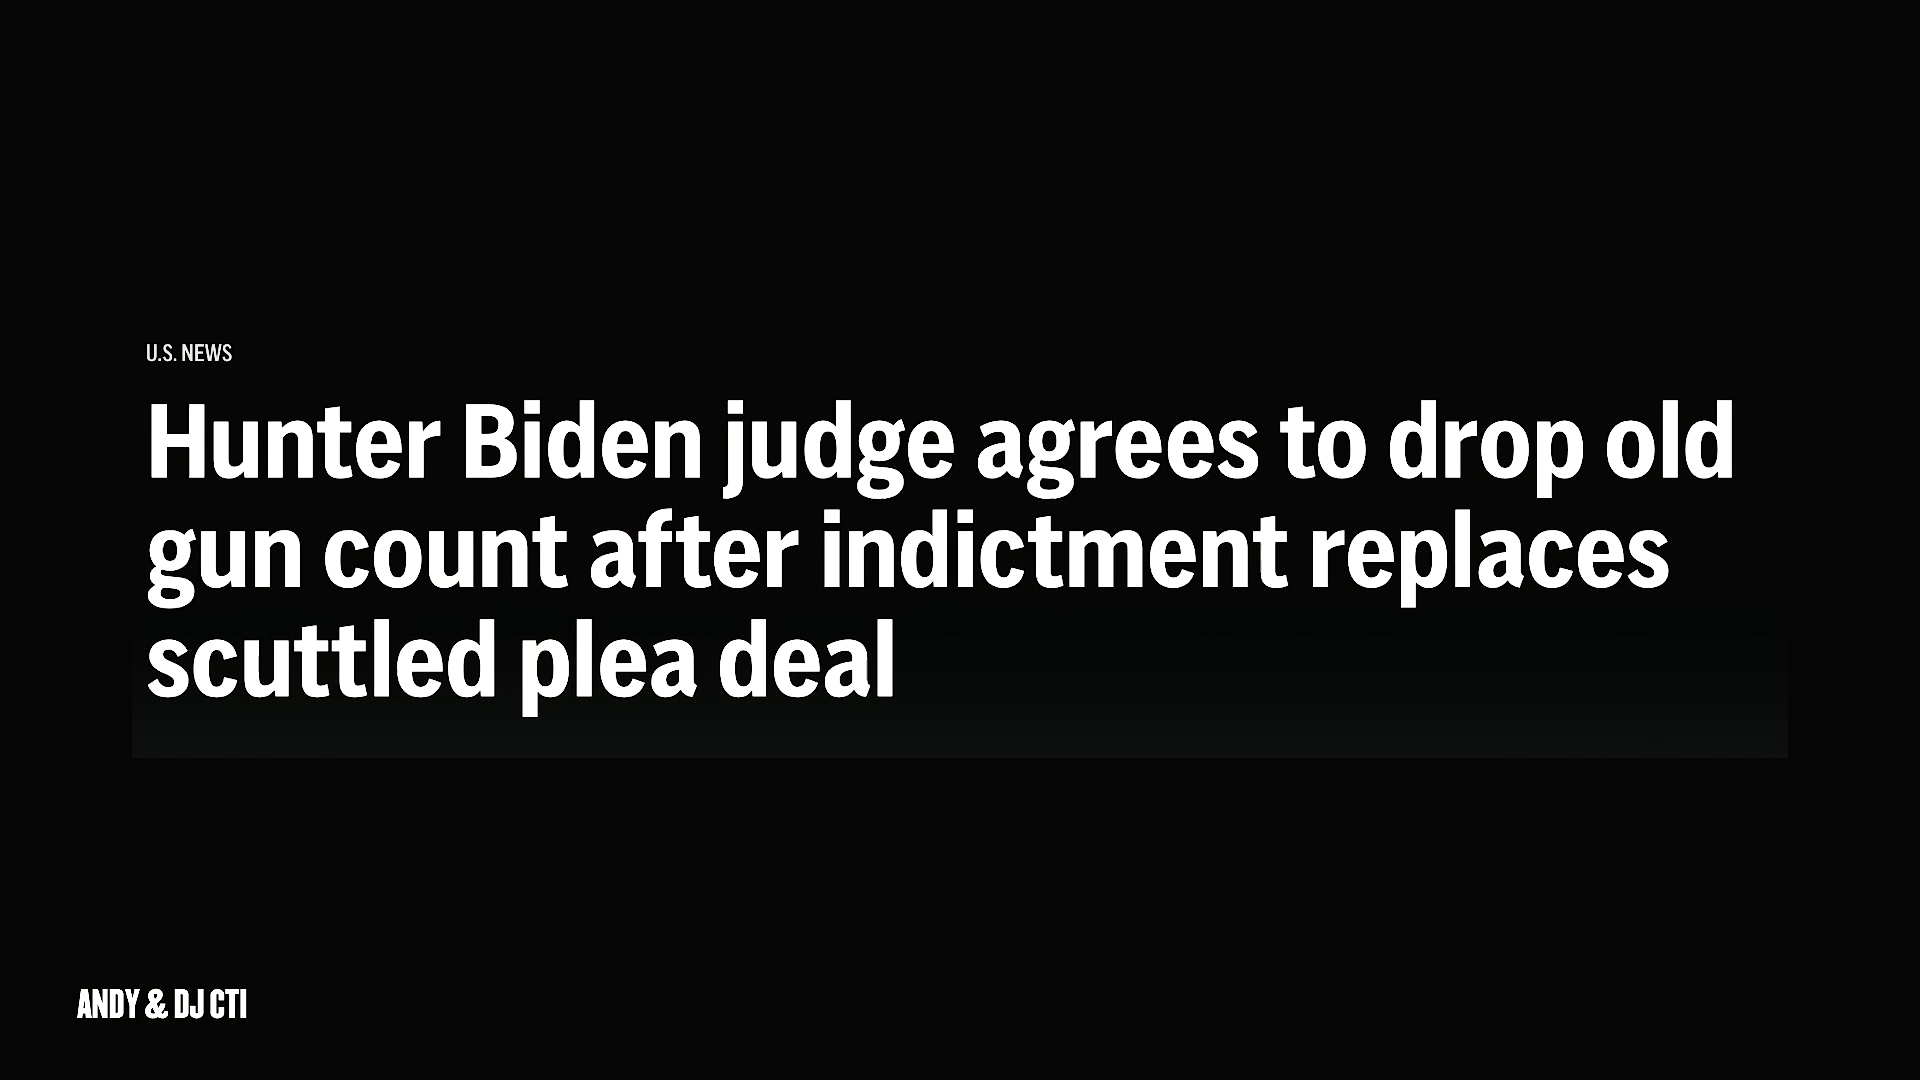 U.S. NEWS
Hunter Biden judge agrees to drop old
gun count after indictment replaces
scuttled plea deal
ANDY & DJ CTI